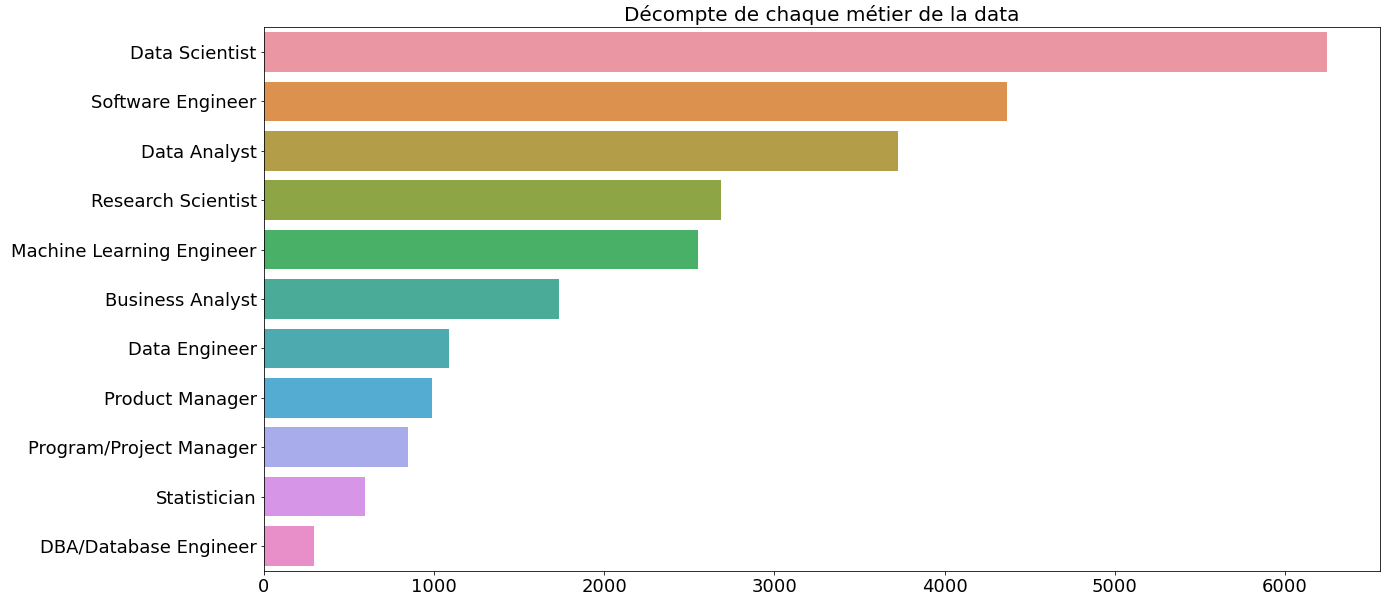 Décompte de chaque métier de la data
Data Scientist
Software Engineer
Data Analyst
Research Scientist
Machine Learning Engineer
Business Analyst
Data Engineer
Product Manager
Program/Project Manager
Statistician
DBA/Database Engineer
0 1000 2000 3000 4000 5000 6000